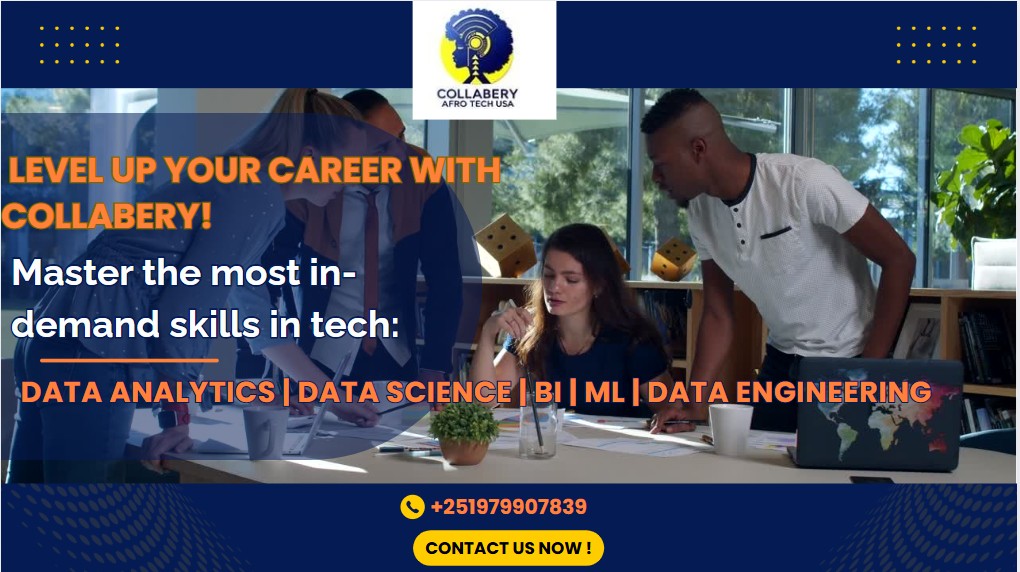 COLLABERY
AFRO TECH USA
LEVEL UP YOUR CAREER WITH
COLLABERY!
Master the most in-
demand skills in tech:
DATA ANALYTICS | DATA SCIENCE | BI | ML | DATA ENGINEERING
+251979907839
CONTACT US NOW !